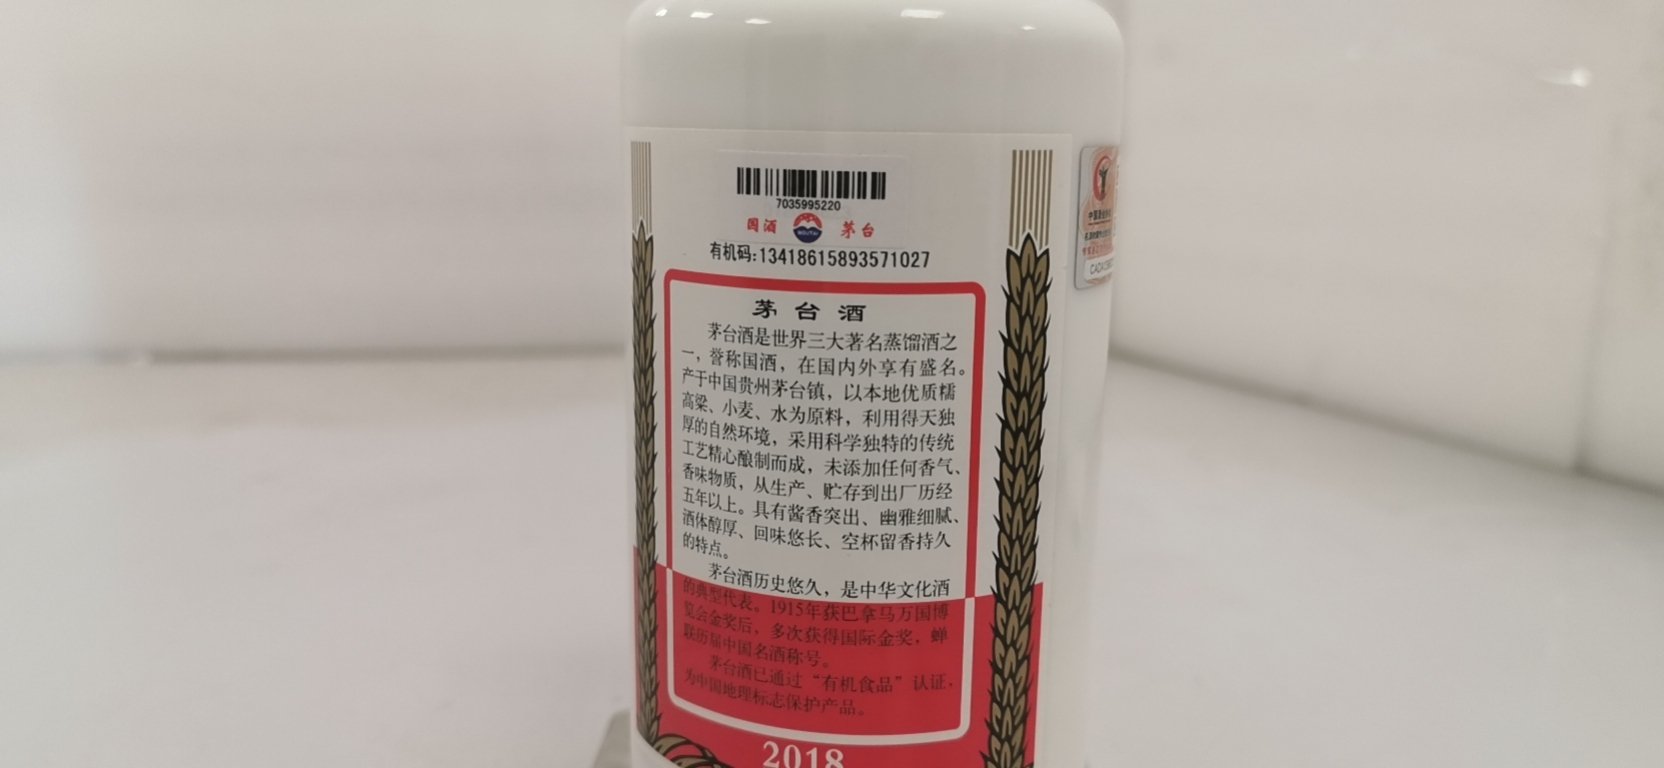 7035995220
国酒 茅台
MOUTAI
有机码:13418615893571027
茅台酒
茅台酒是世界三大著名蒸馏酒之
一，誉称国酒，在国内外享有盛名。
产于中国贵州茅台镇，以本地优质糯
高粱、小麦、水为原料，利用得天独
厚的自然环境，采用科学独特的传统
工艺精心酿制而成，未添加任何香气、
香味物质，从生产、贮存到出厂历经
五年以上。具有酱香突出、幽雅细腻、
酒体醇厚、回味悠长、空杯留香持久
的特点。
茅台酒历史悠久，是中华文化酒
的典型代表。1915年获巴拿马万国博
览会金奖后，多次获得国际金奖，蝉
联历届中国名酒称号。
茅台酒已通过“有机食品”认证，
为中国地理标志保护产品。
2018